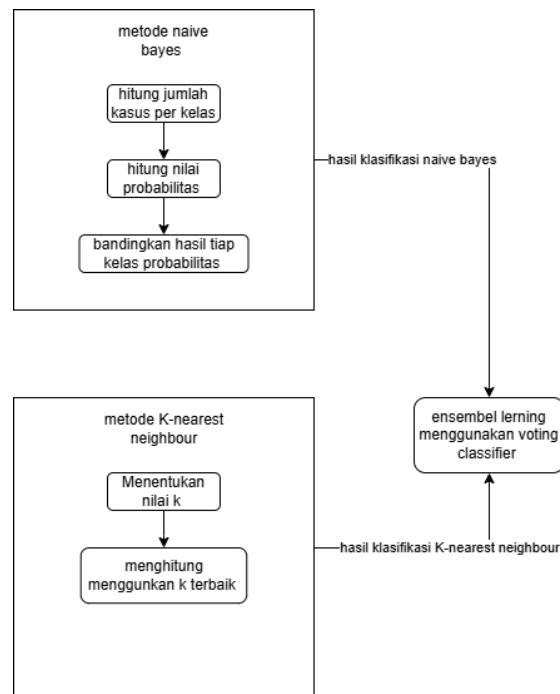 metode naive
bayes
hitung jumlah
kasus per kelas
hitung nilai
probabilitas
bandingkan hasil tiap
kelas probabilitas
hasil klasifikasi naive bayes
metode K-nearest
neighbour
Menentukan
nilai k
menghitung
menggunkan k terbaik
hasil klasifikasi K-nearest neighbour
ensembel lerning
menggunakan voting
classifier